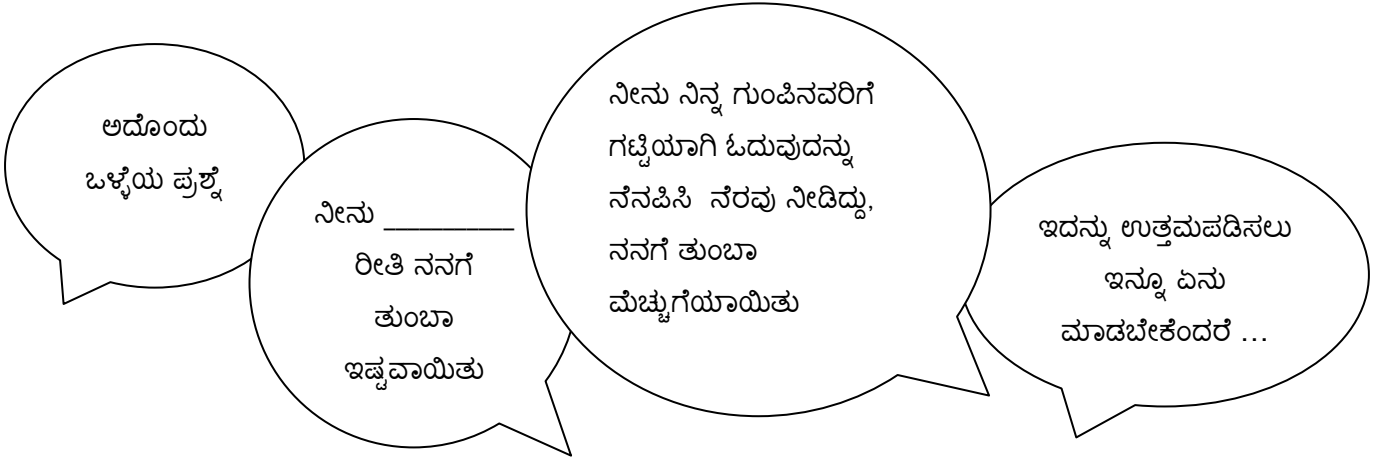 ಅದೊಂದು
ಒಳ್ಳೆಯ ಪ್ರಶ್ನೆ
ನೀನು __________
ರೀತಿ ನನಗೆ
ತುಂಬಾ
ಇಷ್ಟವಾಯಿತು
ನೀನು ನಿನ್ನ ಗುಂಪಿನವರಿಗೆ
ಗಟ್ಟಿಯಾಗಿ ಓದುವುದನ್ನು
ನೆನಪಿಸಿ ನೆರವು ನೀಡಿದ್ದು,
ನನಗೆ ತುಂಬಾ
ಮೆಚ್ಚುಗೆಯಾಯಿತು
ಇದನ್ನು ಉತ್ತಮಪಡಿಸಲು
ಇನ್ನೂ ಏನು
ಮಾಡಬೇಕೆಂದರೆ ...